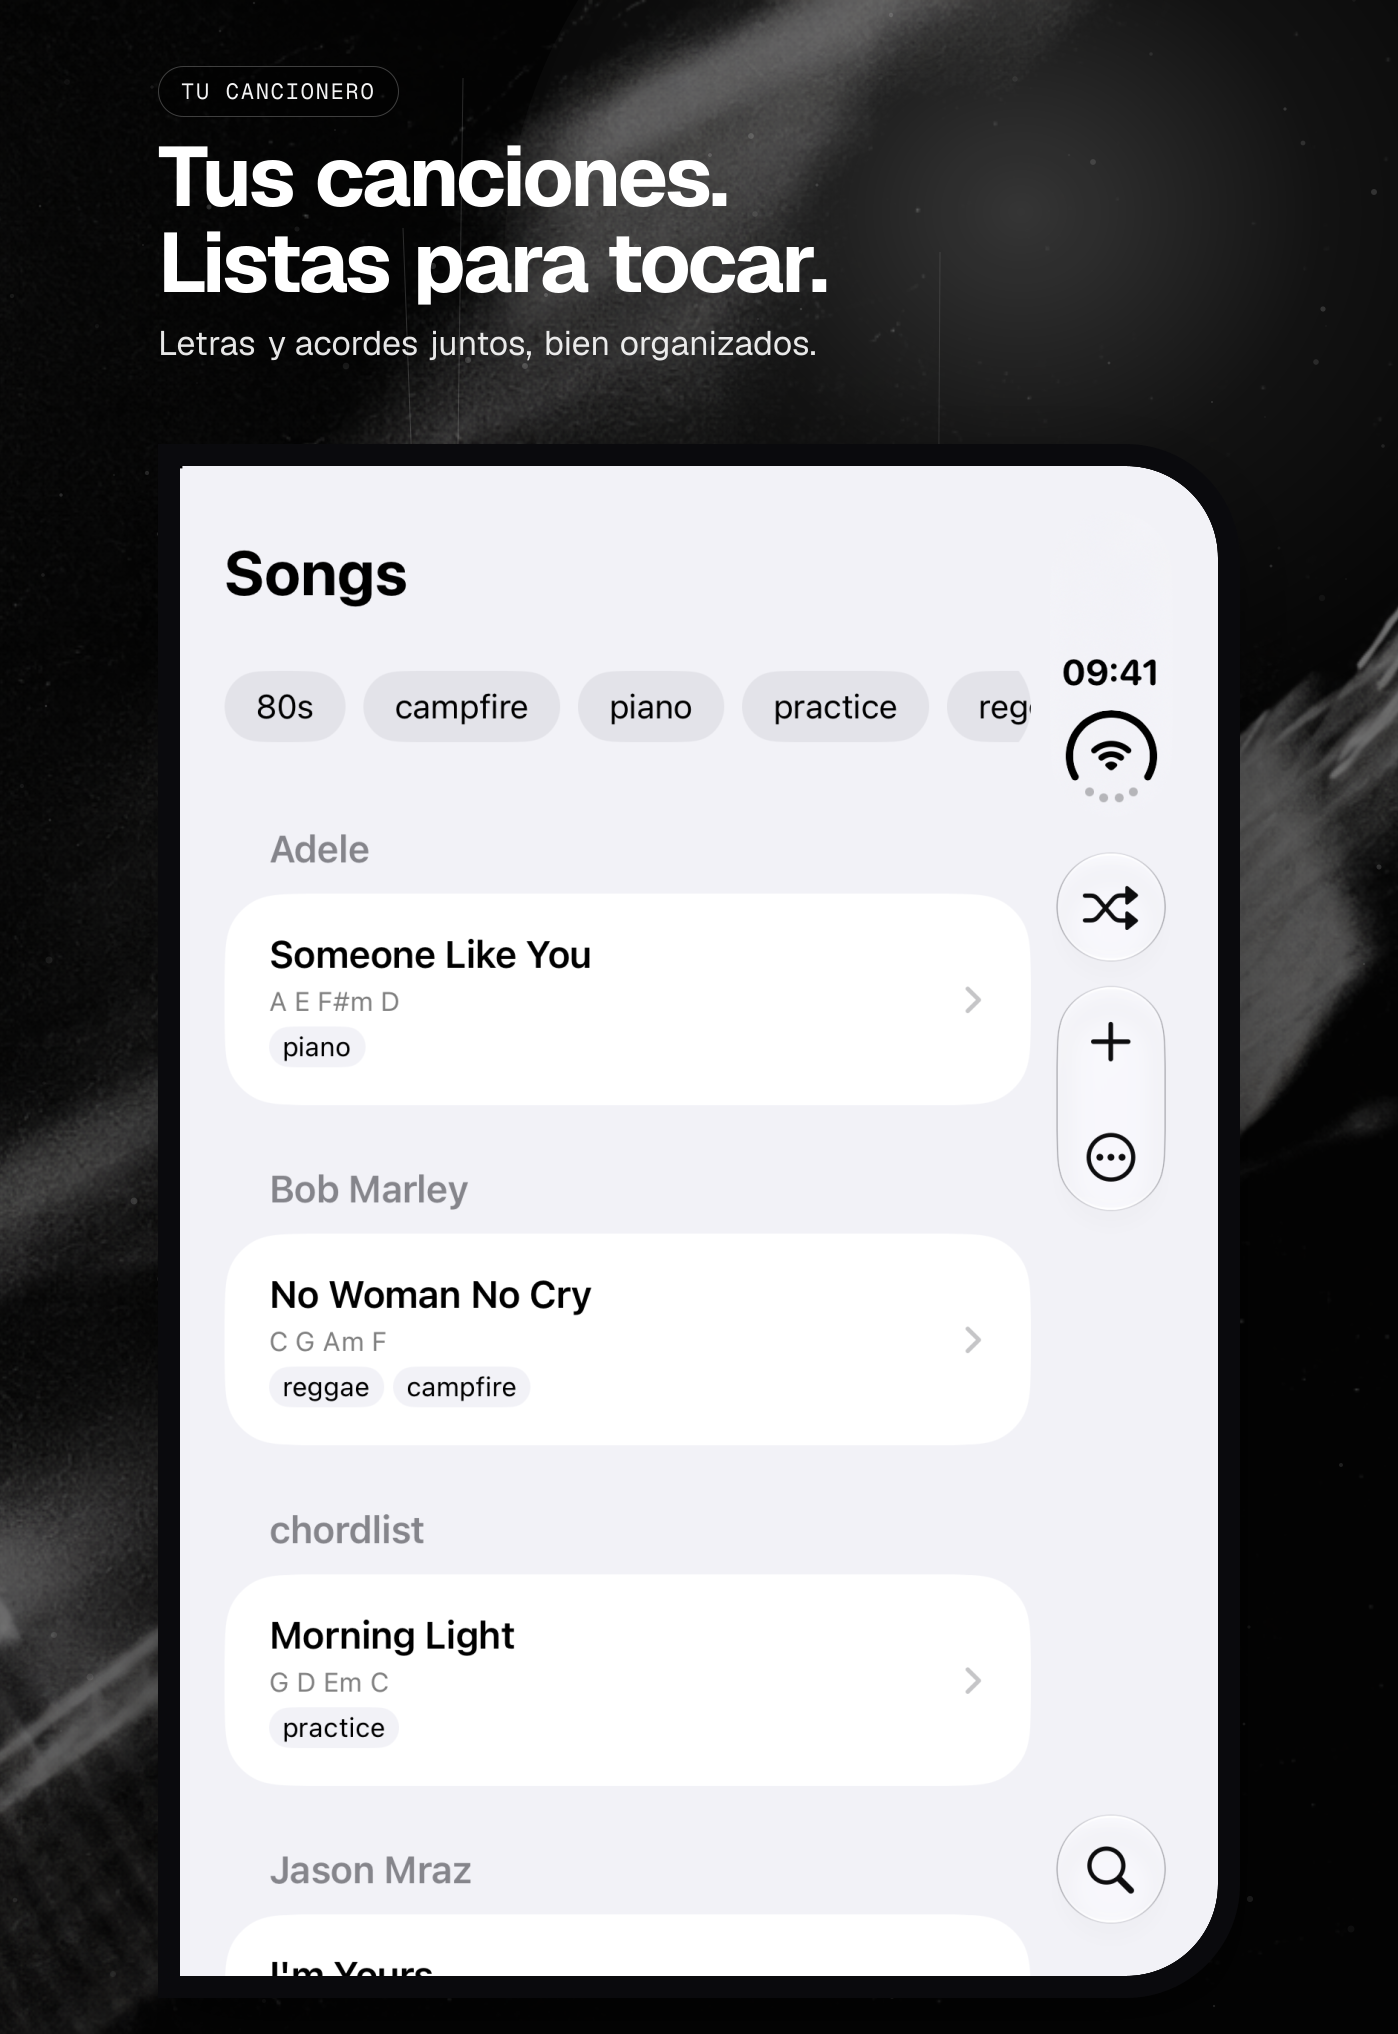 TU CANCIONERO
Tus canciones.
Listas para tocar.
Letras y acordes juntos, bien organizados.
Songs
80s campfire piano practice
09:41
Adele
Someone Like You
A E F#m D
piano
Bob Marley
No Woman No Cry
C G Am F
reggae campfire
chordlist
Morning Light
G D Em C
practice
Jason Mraz
I'm Yours